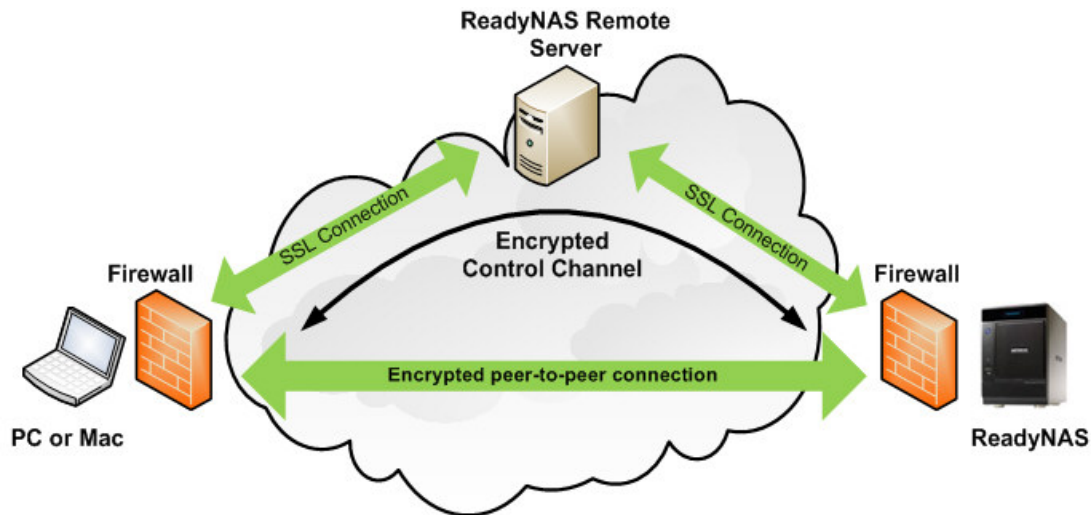 ReadyNAS Remote
Server
SSL Connection
SSL Connection
Encrypted
Control Channel
Firewall
Firewall
Encrypted peer-to-peer connection
PC or Mac
ReadyNAS